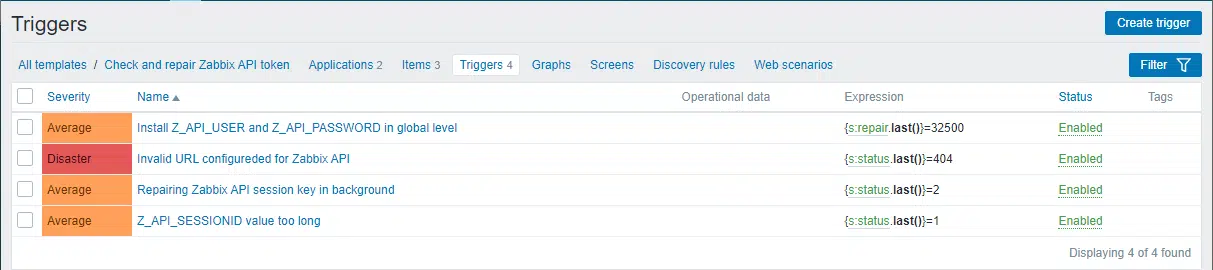 Triggers Create trigger
All templates / Check and repair Zabbix API token Applications 2 Items 3 Triggers 4 Graphs Screens Discovery rules Web scenarios Filter
Severity Name Operational data Expression Status Tags
Average Install Z_API_USER and Z_API_PASSWORD in global level {s:repair.last()}=32500 Enabled
Disaster Invalid URL configureded for Zabbix API {s:status.last()}=404 Enabled
Average Repairing Zabbix API session key in background {s:status.last()}=2 Enabled
Average Z_API_SESSIONID value too long {s:status.last()}=1 Enabled
Displaying 4 of 4 found